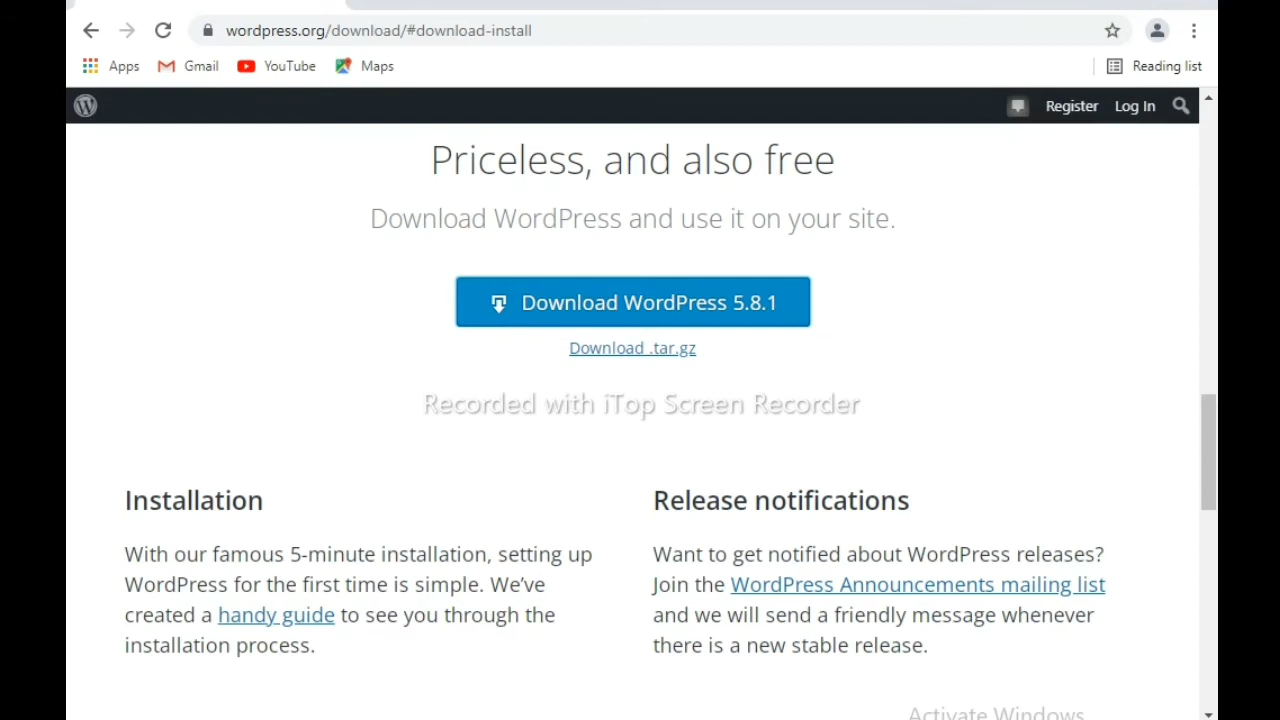 wordpress.org/download/#download-install
Apps Gmail YouTube Maps Reading list
Register Log In
Priceless, and also free
Download WordPress and use it on your site.
Download WordPress 5.8.1
Download .tar.gz
Recorded with iTop Screen Recorder
Installation
With our famous 5-minute installation, setting up
WordPress for the first time is simple. We’ve
created a handy guide to see you through the
installation process.
Release notifications
Want to get notified about WordPress releases?
Join the WordPress Announcements mailing list
and we will send a friendly message whenever
there is a new stable release.
Activate Windows